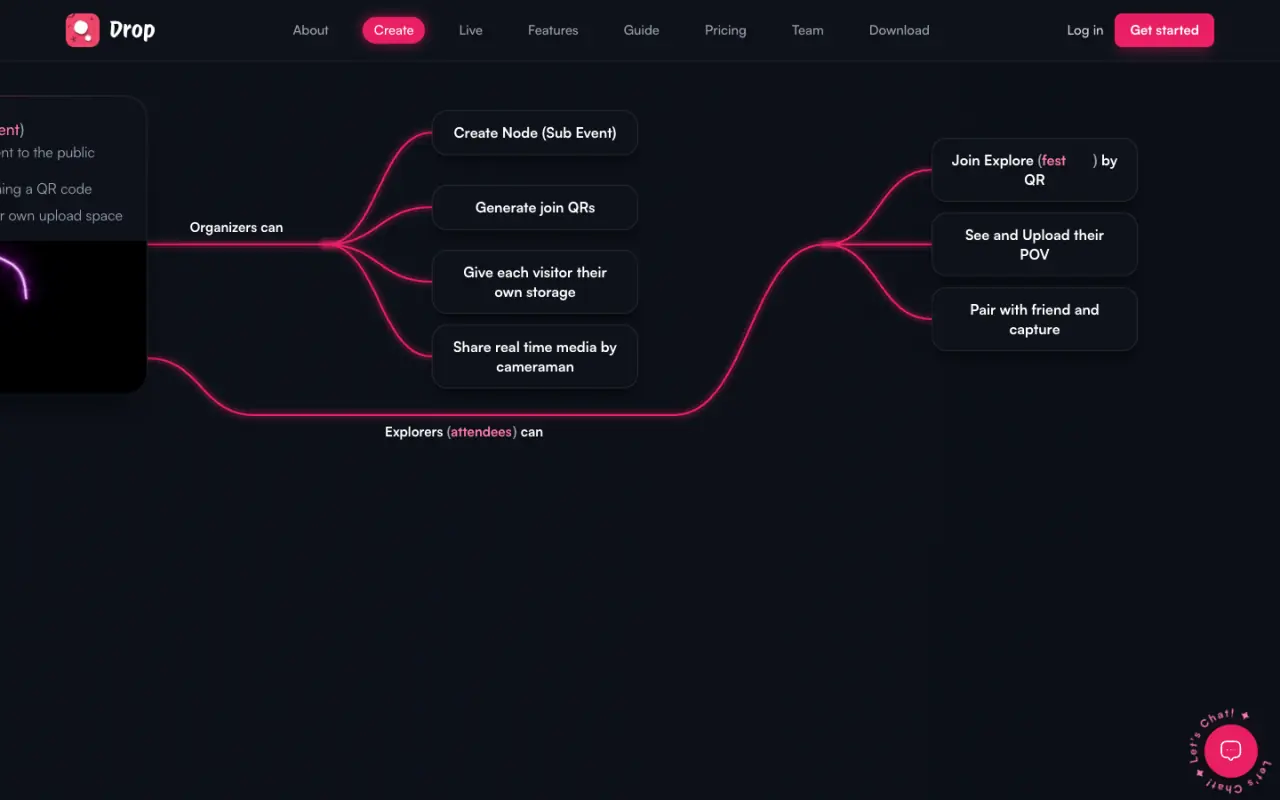 Drop
About
Create
Live
Features
Guide
Pricing
Team
Download
Log in
Get started
ent)
nt to the public
ing a QR code
r own upload space
Organizers can
Create Node (Sub Event)
Generate join QRs
Give each visitor their
own storage
Share real time media by
cameraman
Explorers (attendees) can
Join Explore (fest ) by
QR
See and Upload their
POV
Pair with friend and
capture
Let's Chat! ✦ Let's Chat! ✦